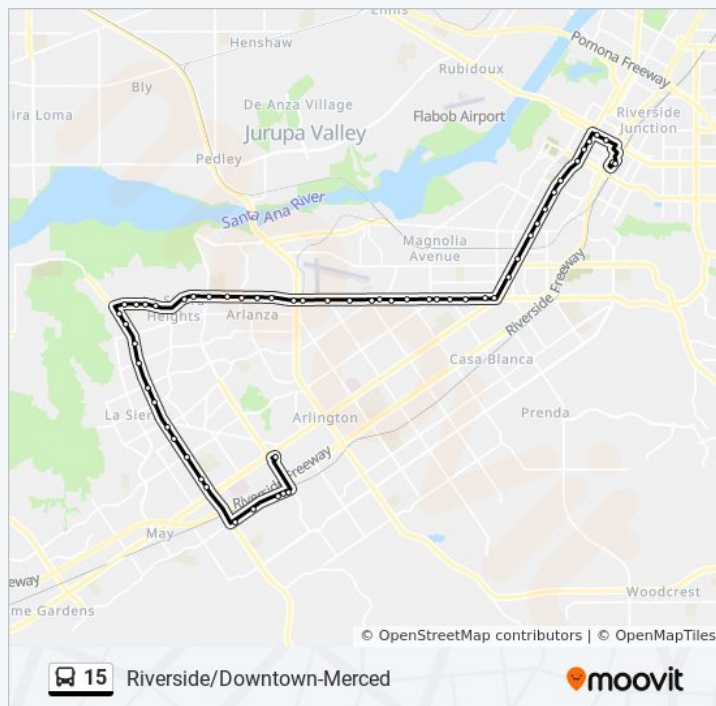 Ennis
Henshaw
Pomona Freeway
Rubidoux
Bly
ira Loma
De Anza Village
Flabob Airport
Riverside
Junction
Jurupa Valley
Pedley
Santa Ana River
Magnolia
Avenue
Riverside Freeway
Heights
Arlanza
Casa Blanca
La Sier
Arlington
Prenda
Riverside Freeway
May
eway
Woodcrest
me Gardens
© OpenStreetMap contributors | © OpenMapTiles
15 Riverside/Downtown-Merced
moovit